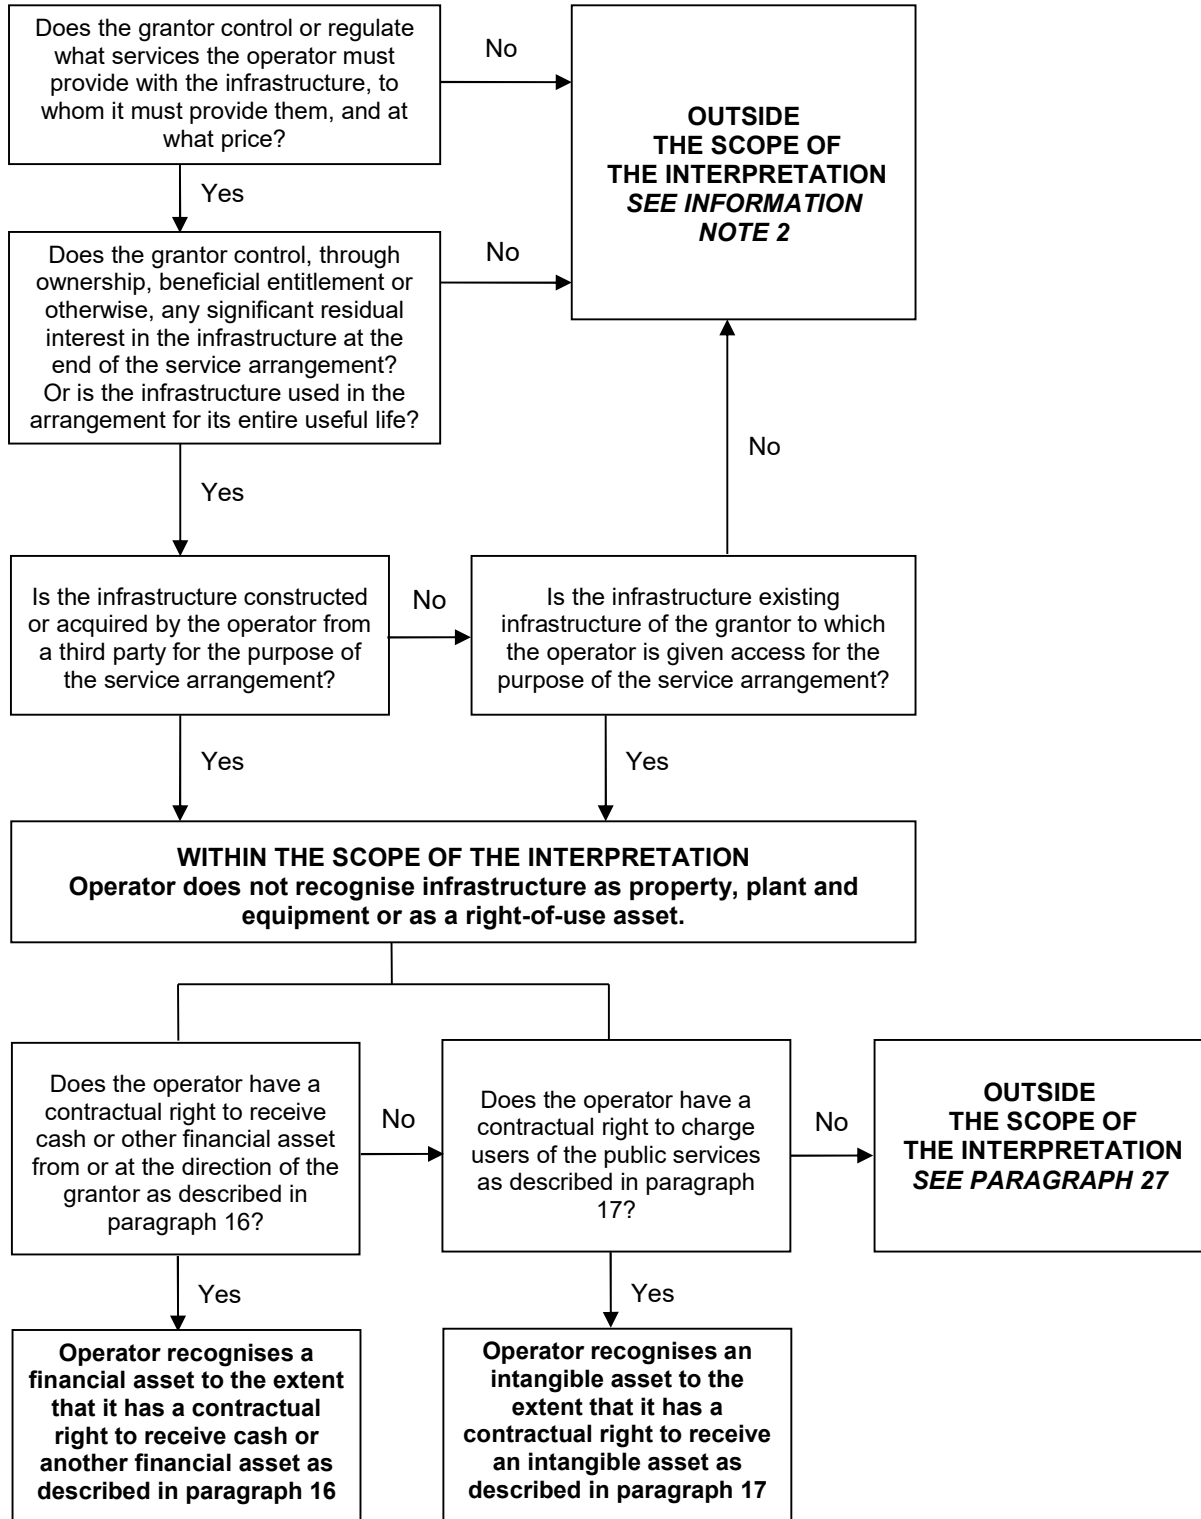 Does the grantor control or regulate
what services the operator must
provide with the infrastructure, to
whom it must provide them, and at
what price?
No
OUTSIDE
THE SCOPE OF
THE INTERPRETATION
SEE INFORMATION
NOTE 2
Yes
Does the grantor control, through
ownership, beneficial entitlement or
otherwise, any significant residual
interest in the infrastructure at the
end of the service arrangement?
Or is the infrastructure used in the
arrangement for its entire useful life?
No
No
Yes
Is the infrastructure constructed
or acquired by the operator from
a third party for the purpose of
the service arrangement?
No
Is the infrastructure existing
infrastructure of the grantor to which
the operator is given access for the
purpose of the service arrangement?
Yes
Yes
WITHIN THE SCOPE OF THE INTERPRETATION
Operator does not recognise infrastructure as property, plant and
equipment or as a right-of-use asset.
Does the operator have a
contractual right to receive
cash or other financial asset
from or at the direction of the
grantor as described in
paragraph 16?
No
Does the operator have a
contractual right to charge
users of the public services
as described in paragraph
17?
No
OUTSIDE
THE SCOPE OF
THE INTERPRETATION
SEE PARAGRAPH 27
Yes
Yes
Operator recognises a
financial asset to the extent
that it has a contractual
right to receive cash or
another financial asset as
described in paragraph 16
Operator recognises an
intangible asset to the
extent that it has a
contractual right to receive
an intangible asset as
described in paragraph 17